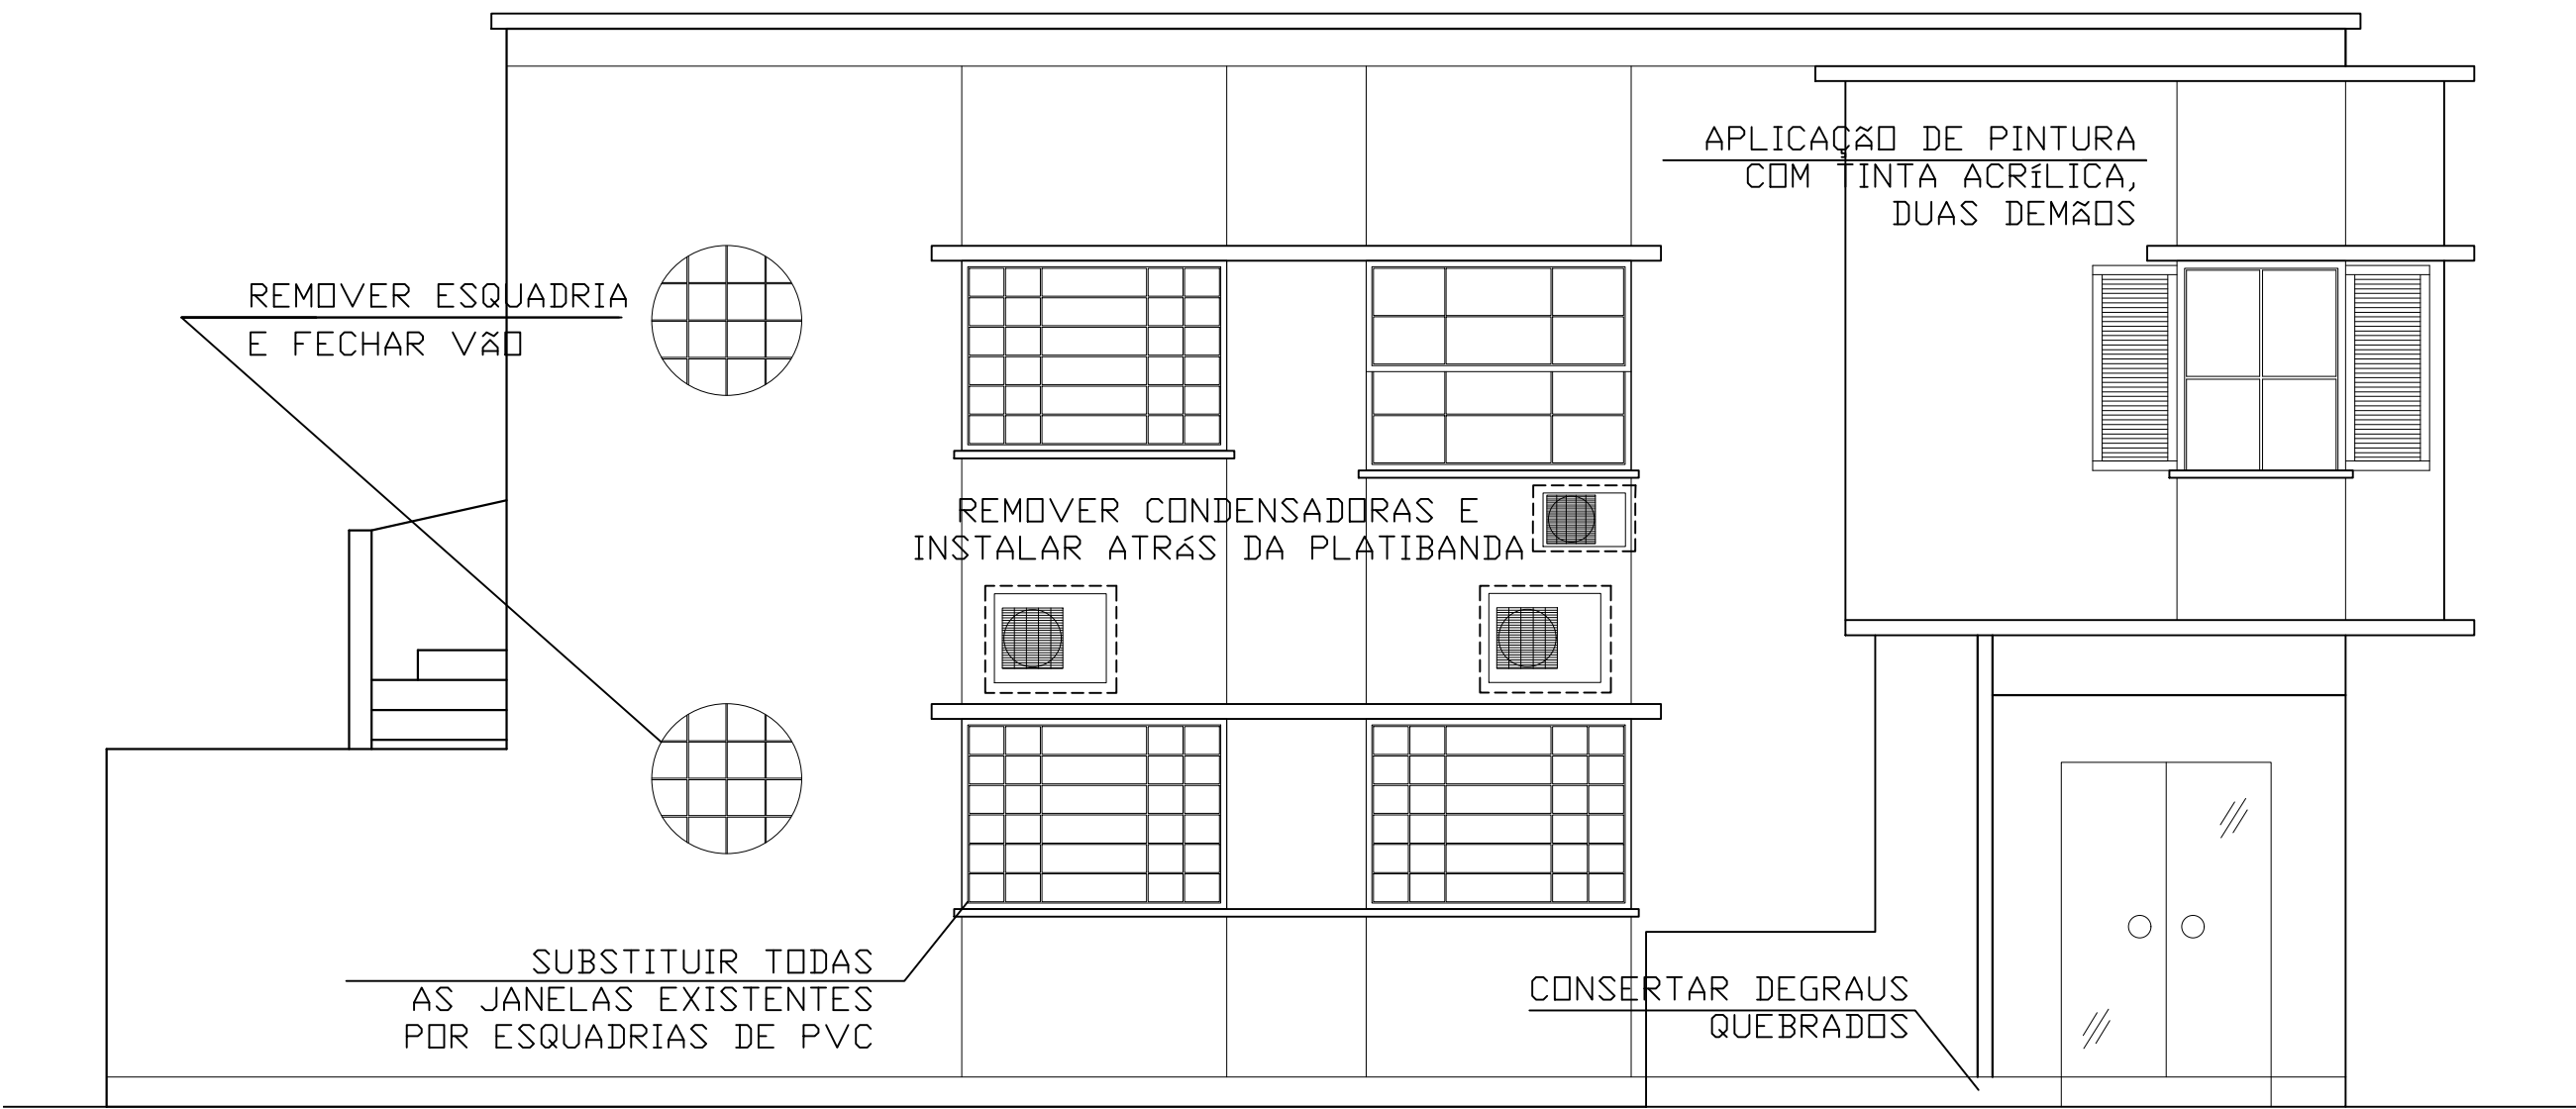 APLICAÇÃO DE PINTURA
COM TINTA ACRíLICA,
DUAS DEMÃOS
REMOVER ESQUADRIA
E FECHAR VÃO
REMOVER CONDENSADORAS E
INSTALAR ATRáS DA PLATIBANDA
SUBSTITUIR TODAS
AS JANELAS EXISTENTES
POR ESQUADRIAS DE PVC
CONSERTAR DEGRAUS
QUEBRADOS